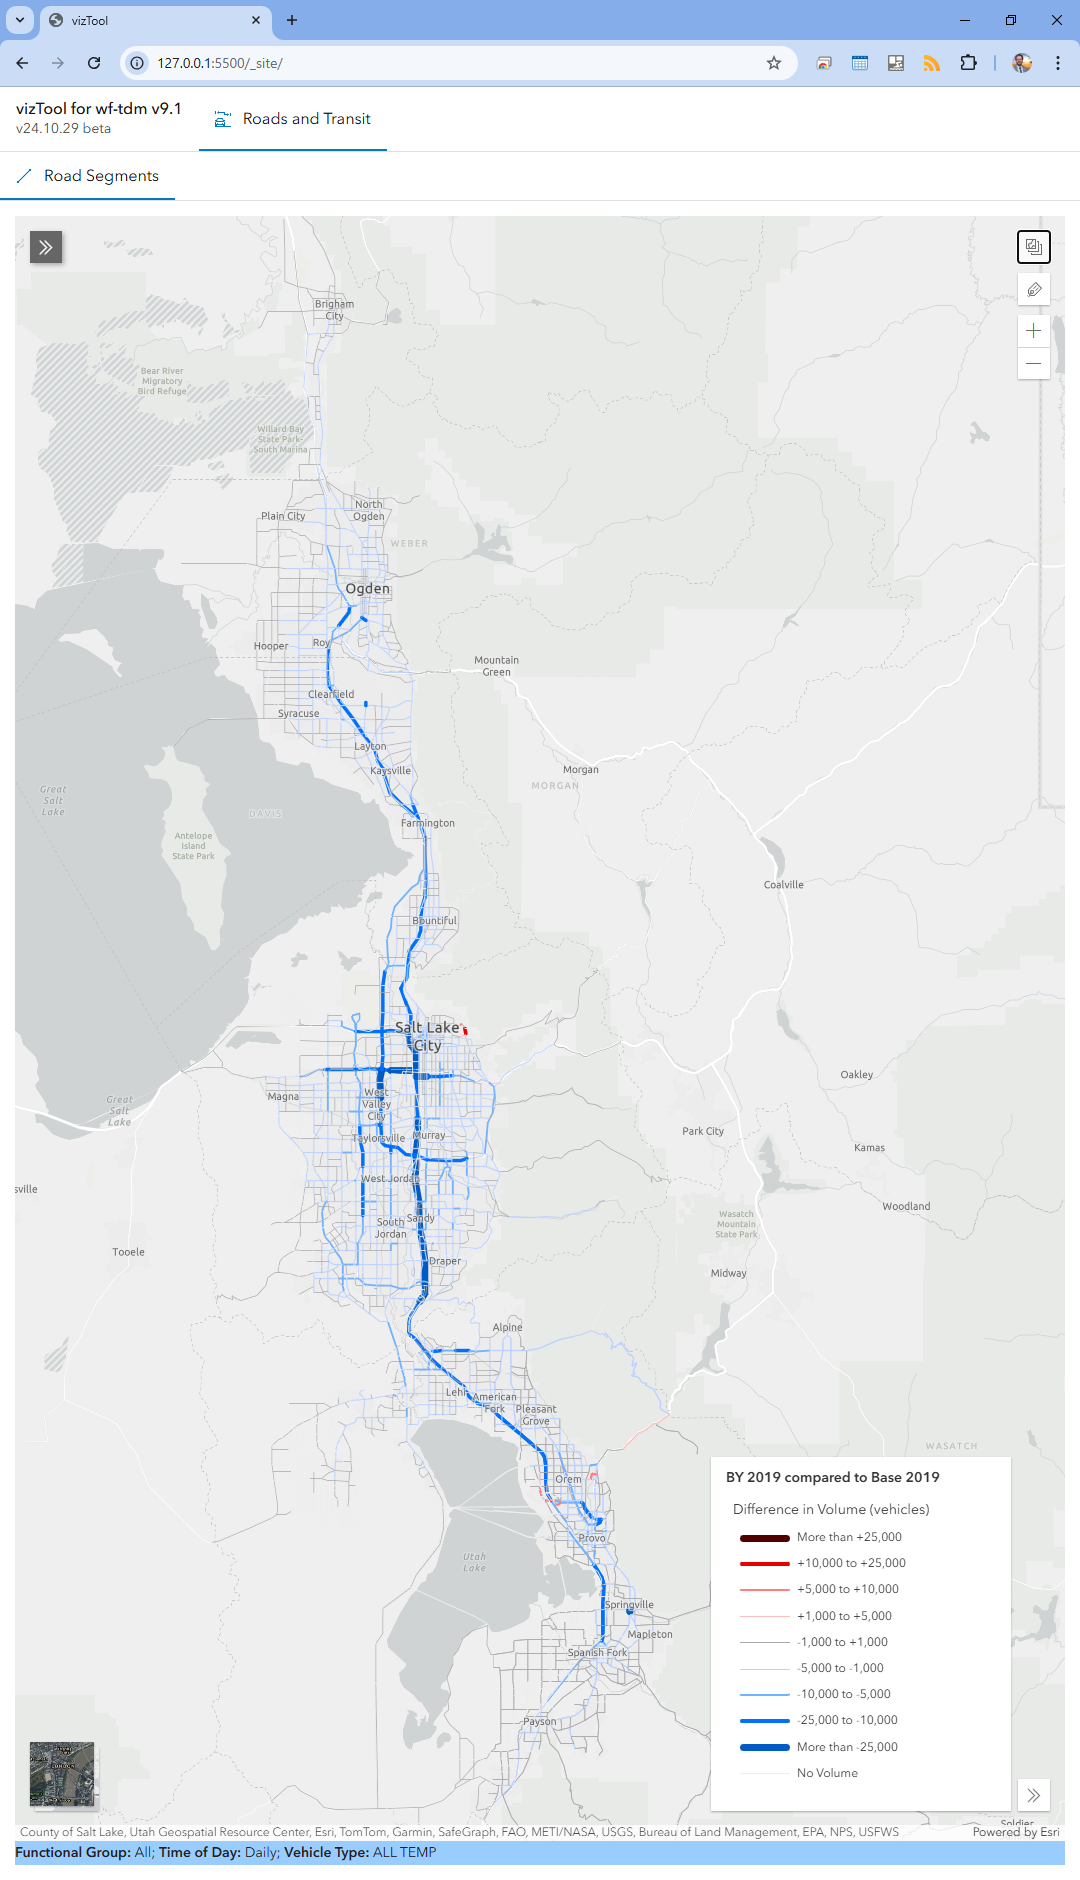 vizTool
127.0.0.1:5500/_site/
vizTool for wf-tdm v9.1
v24.10.29 beta
Roads and Transit
Road Segments
Brigham
City
Bear River
Migratory
Bird Refuge
Willard Bay
State Park-
South Marina
North
Ogden
Plain City
WEBER
Ogden
Hooper
Roy
Mountain
Green
Clearfield
Syracuse
Layton
Kaysville
Morgan
MORGAN
Great
Salt
Lake
DAVIS
Farmington
Antelope
Island
State Park
Coalville
Bountiful
Salt Lake
City
Oakley
Magna
West
Valley
City
Great
Salt
Lake
Taylorsville
Murray
Park City
Kamas
West Jordan
sville
Woodland
South
Jordan
Sandy
Wasatch
Mountain
State Park
Tooele
Draper
Midway
Alpine
Lehi
American
Fork
Pleasant
Grove
WASATCH
Orem
Provo
Utah
Lake
Springville
Mapleton
Spanish Fork
Payson
Soldier
BY 2019 compared to Base 2019
Difference in Volume (vehicles)
More than +25,000
+10,000 to +25,000
+5,000 to +10,000
+1,000 to +5,000
-1,000 to +1,000
-5,000 to -1,000
-10,000 to -5,000
-25,000 to -10,000
More than -25,000
No Volume
County of Salt Lake, Utah Geospatial Resource Center, Esri, TomTom, Garmin, SafeGraph, FAO, METI/NASA, USGS, Bureau of Land Management, EPA, NPS, USFWS
Powered by Esri
Functional Group: All; Time of Day: Daily; Vehicle Type: ALL TEMP